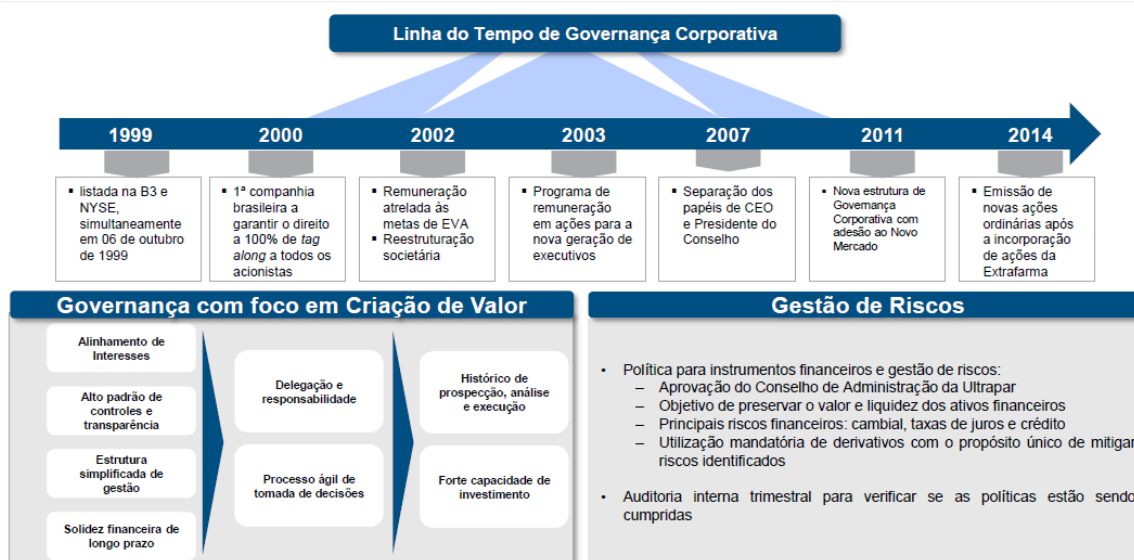 Linha do Tempo de Governança Corporativa
1999
2000
2002
2003
2007
2011
2014
▪ listada na B3 e
NYSE,
simultaneamente
em 06 de outubro
de 1999
▪ 1ª companhia
brasileira a
garantir o direito
a 100% de tag
along a todos os
acionistas
▪ Remuneração
atrelada às
metas de EVA
▪ Reestruturação
societária
▪ Programa de
remuneração
em ações para a
nova geração de
executivos
▪ Separação dos
papéis de CEO
e Presidente do
Conselho
▪ Nova estrutura de
Governança
Corporativa com
adesão ao Novo
Mercado
▪ Emissão de
novas ações
ordinárias após
a incorporação
de ações da
Extrafarma
Governança com foco em Criação de Valor
Alinhamento de
Interesses
Alto padrão de
controles e
transparência
Estrutura
simplificada de
gestão
Solidez financeira de
longo prazo
Delegação e
responsabilidade
Processo ágil de
tomada de decisões
Histórico de
prospecção, análise
e execução
Forte capacidade de
investimento
Gestão de Riscos
• Política para instrumentos financeiros e gestão de riscos:
– Aprovação do Conselho de Administração da Ultrapar
– Objetivo de preservar o valor e liquidez dos ativos financeiros
– Principais riscos financeiros: cambial, taxas de juros e crédito
– Utilização mandatória de derivativos com o propósito único de mitigar
riscos identificados
• Auditoria interna trimestral para verificar se as políticas estão sendo
cumpridas